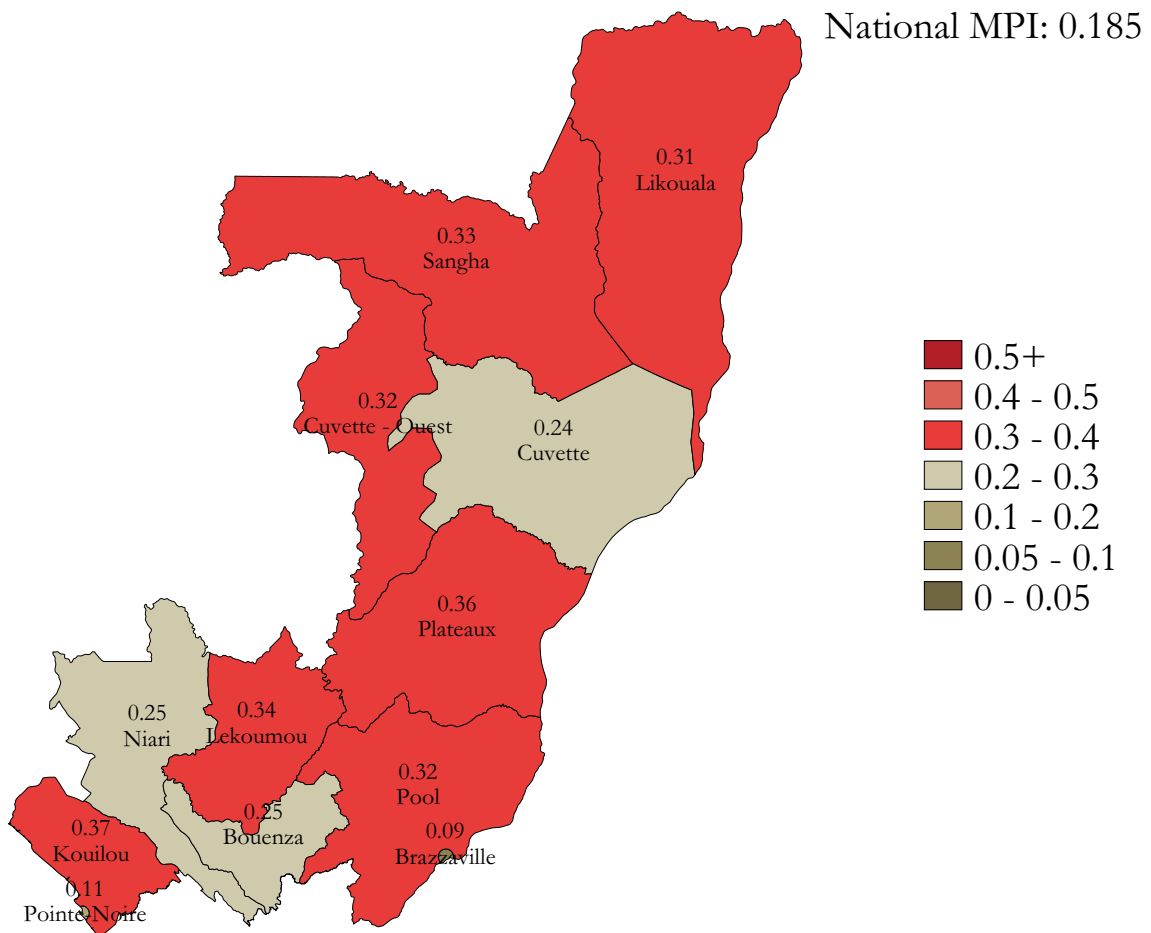 National MPI: 0.185
0.31
Likouala
0.33
Sangha
0.32
Cuvette - Ouest
0.24
Cuvette
0.36
Plateaux
0.25
Niari
0.34
Lekoumou
0.32
Pool
0.25
Bouenza
0.37
Kouilou
0.09
Brazzaville
0.11
Pointe-Noire
0.5+
0.4 - 0.5
0.3 - 0.4
0.2 - 0.3
0.1 - 0.2
0.05 - 0.1
0 - 0.05